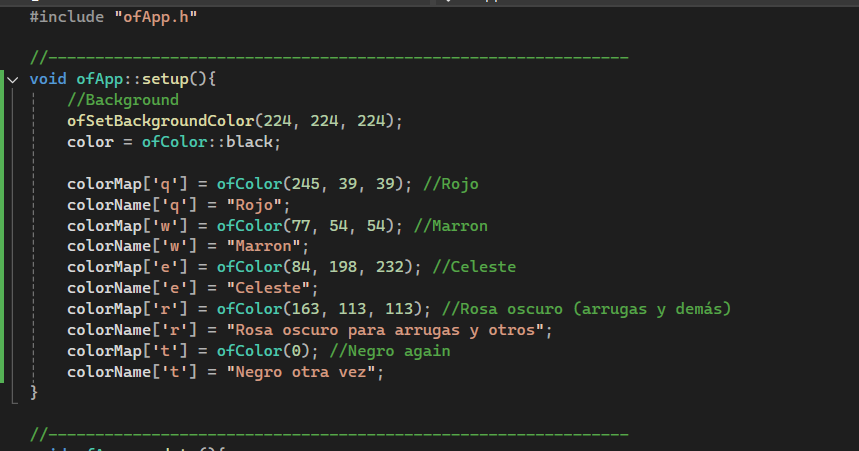 #include "ofApp.h"
//--------------------------------------------------------------
void ofApp::setup(){
//Background
ofSetBackgroundColor(224, 224, 224);
color = ofColor::black;
colorMap['q'] = ofColor(245, 39, 39); //Rojo
colorName['q'] = "Rojo";
colorMap['w'] = ofColor(77, 54, 54); //Marron
colorName['w'] = "Marron";
colorMap['e'] = ofColor(84, 198, 232); //Celeste
colorName['e'] = "Celeste";
colorMap['r'] = ofColor(163, 113, 113); //Rosa oscuro (arrugas y demás)
colorName['r'] = "Rosa oscuro para arrugas y otros";
colorMap['t'] = ofColor(0); //Negro again
colorName['t'] = "Negro otra vez";
}
//--------------------------------------------------------------